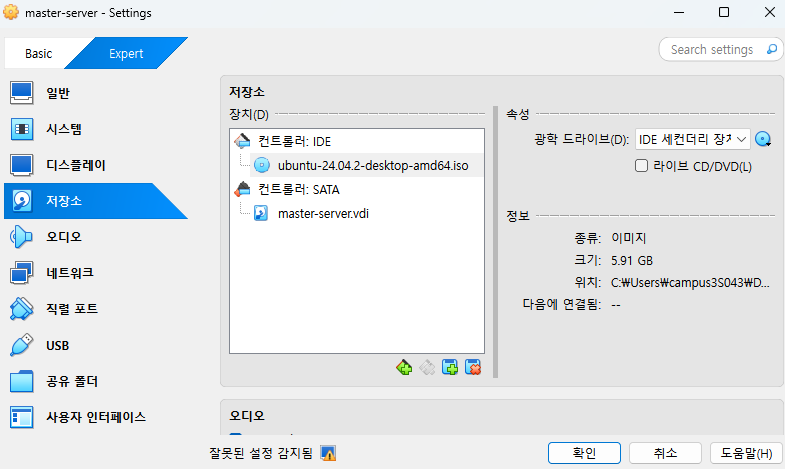 master-server - Settings
Basic
Expert
Search settings
일반
시스템
디스플레이
저장소
오디오
네트워크
직렬 포트
USB
공유 폴더
사용자 인터페이스
저장소
장치(D)
컨트롤러: IDE
ubuntu-24.04.2-desktop-amd64.iso
컨트롤러: SATA
master-server.vdi
속성
광학 드라이브(D): IDE 세컨더리 장치
라이브 CD/DVD(L)
정보
종류: 이미지
크기: 5.91 GB
위치: C:₩Users₩campus3S043₩D...
다음에 연결됨: --
오디오
잘못된 설정 감지됨
확인
취소
도움말(H)